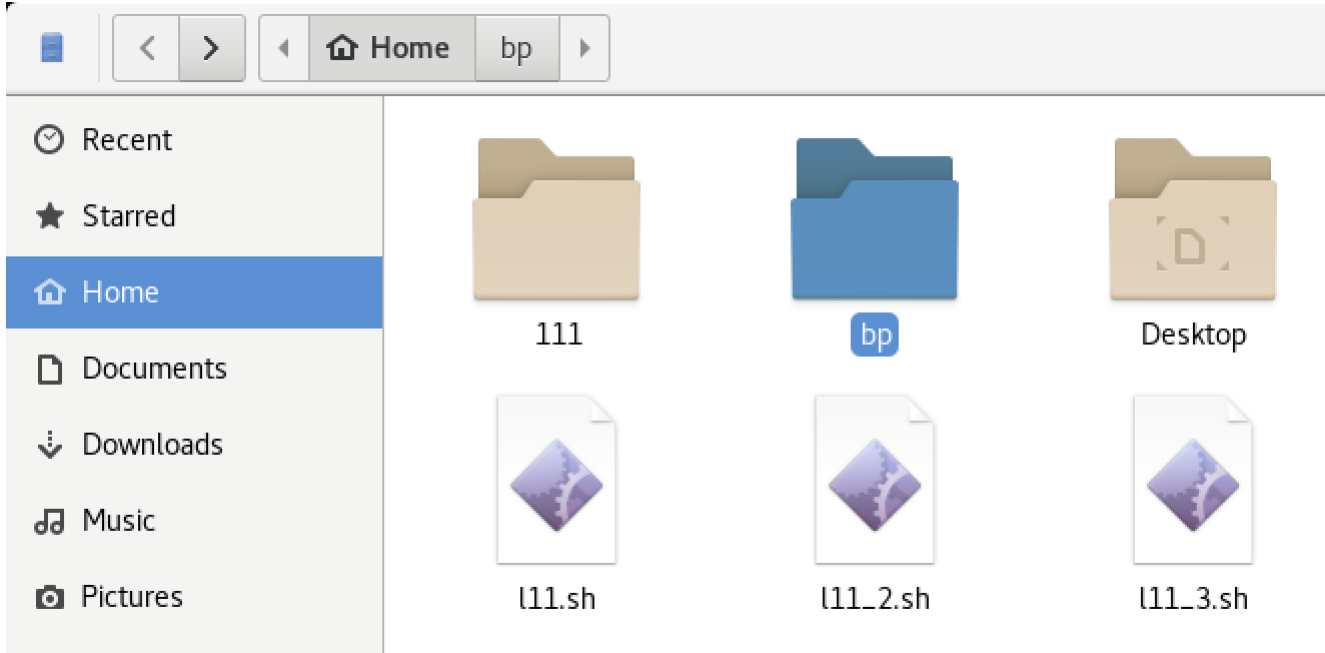 Home bp
Recent
Starred
Home
Documents
Downloads
Music
Pictures
111 bp Desktop
l11.sh l11_2.sh l11_3.sh